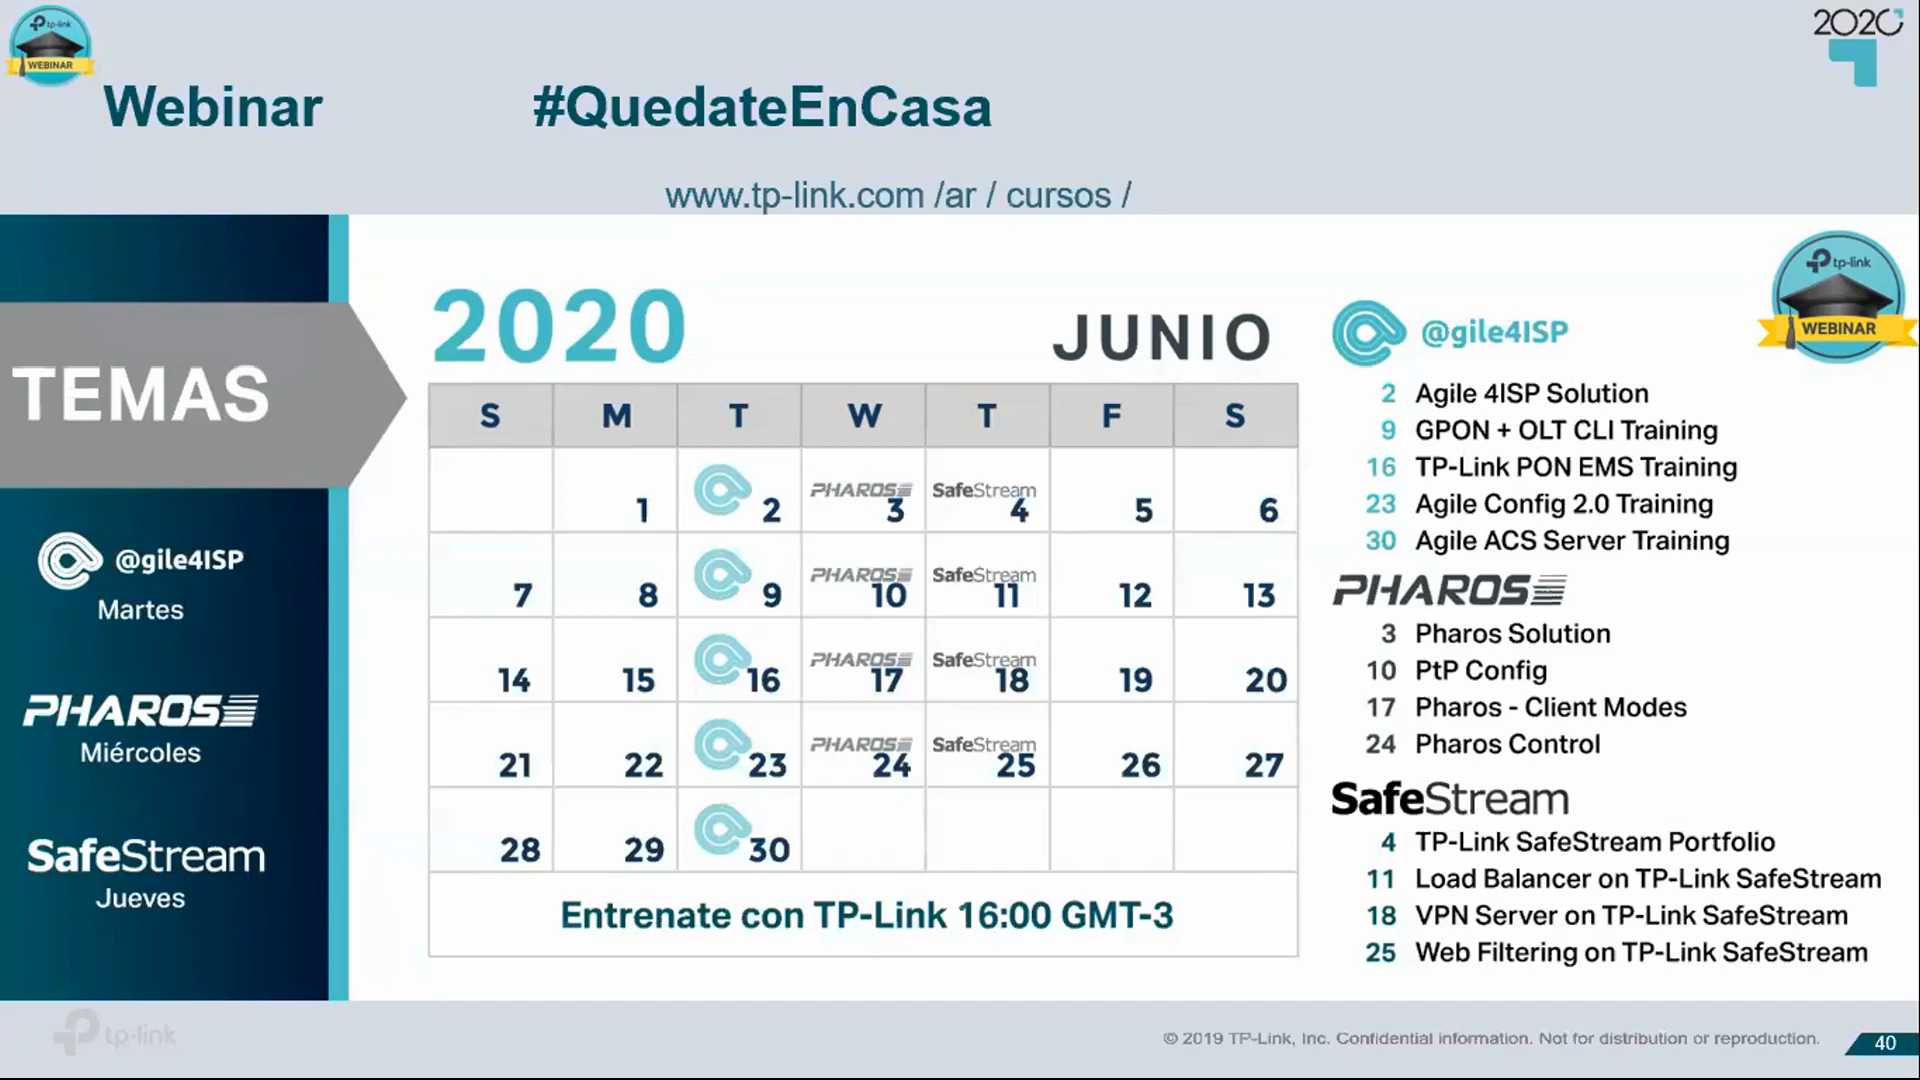 tp-link
WEBINAR
2020
Webinar
#QuedateEnCasa
www.tp-link.com /ar / cursos /
TEMAS
@gile4ISP
Martes
PHAROS
Miércoles
SafeStream
Jueves
2020
JUNIO
S M T W T F S
1 2 PHAROS 3 SafeStream 4 5 6
7 8 9 PHAROS 10 SafeStream 11 12 13
14 15 16 PHAROS 17 SafeStream 18 19 20
21 22 23 PHAROS 24 SafeStream 25 26 27
28 29 30
Entrenate con TP-Link 16:00 GMT-3
tp-link
WEBINAR
@gile4ISP
2 Agile 4ISP Solution
9 GPON + OLT CLI Training
16 TP-Link PON EMS Training
23 Agile Config 2.0 Training
30 Agile ACS Server Training
PHAROS
3 Pharos Solution
10 PtP Config
17 Pharos - Client Modes
24 Pharos Control
SafeStream
4 TP-Link SafeStream Portfolio
11 Load Balancer on TP-Link SafeStream
18 VPN Server on TP-Link SafeStream
25 Web Filtering on TP-Link SafeStream
tp-link
© 2019 TP-Link, Inc. Confidential information. Not for distribution or reproduction.
40